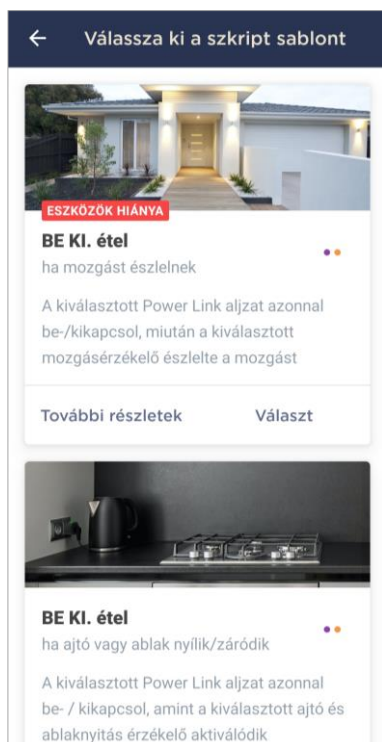 Válassza ki a szkript sablont
ESZKÖZÖK HIÁNYA
BE KI. étel
ha mozgást észlelnek
A kiválasztott Power Link aljzat azonnal
be-/kikapcsol, miután a kiválasztott
mozgásérzékelő észlelte a mozgást
További részletek
Választ
BE KI. étel
ha ajtó vagy ablak nyílik/záródik
A kiválasztott Power Link aljzat azonnal
be- / kikapcsol, amint a kiválasztott ajtó és
ablaknyitás érzékelő aktiválódik